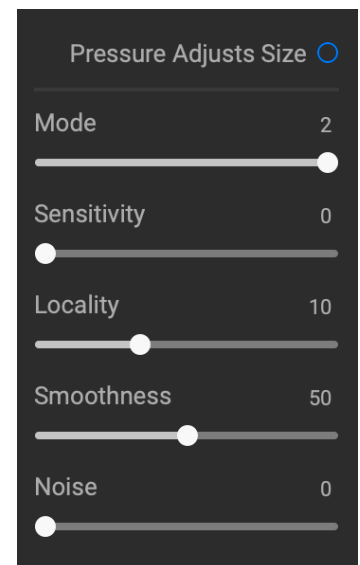 Pressure Adjusts Size
Mode 2
Sensitivity 0
Locality 10
Smoothness 50
Noise 0